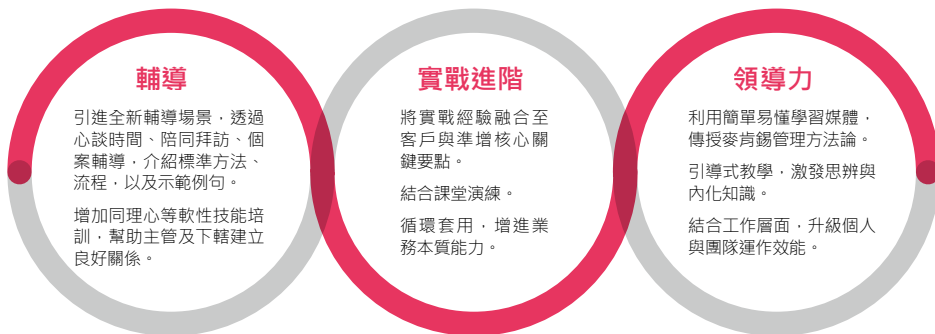 輔導
引進全新輔導場景，透過
心談時間、陪同拜訪、個
案輔導，介紹標準方法、
流程，以及示範例句。
增加同理心等軟性技能培
訓，幫助主管及下轄建立
良好關係。
實戰進階
將實戰經驗融合至
客戶與準增核心關
鍵要點。
結合課堂演練。
循環套用，增進業
務本質能力。
領導力
利用簡單易懂學習媒體，
傳授麥肯錫管理方法論。
引導式教學，激發思辨與
內化知識。
結合工作層面，升級個人
與團隊運作效能。